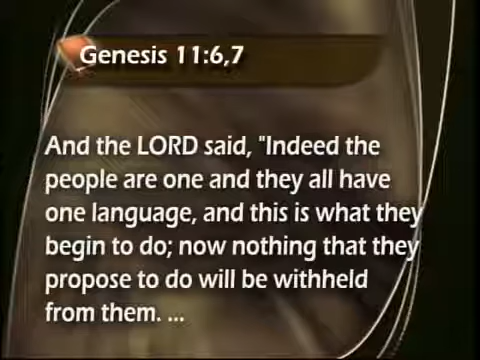 Genesis 11:6,7
And the LORD said, "Indeed the
people are one and they all have
one language, and this is what they
begin to do; now nothing that they
propose to do will be withheld
from them. ...